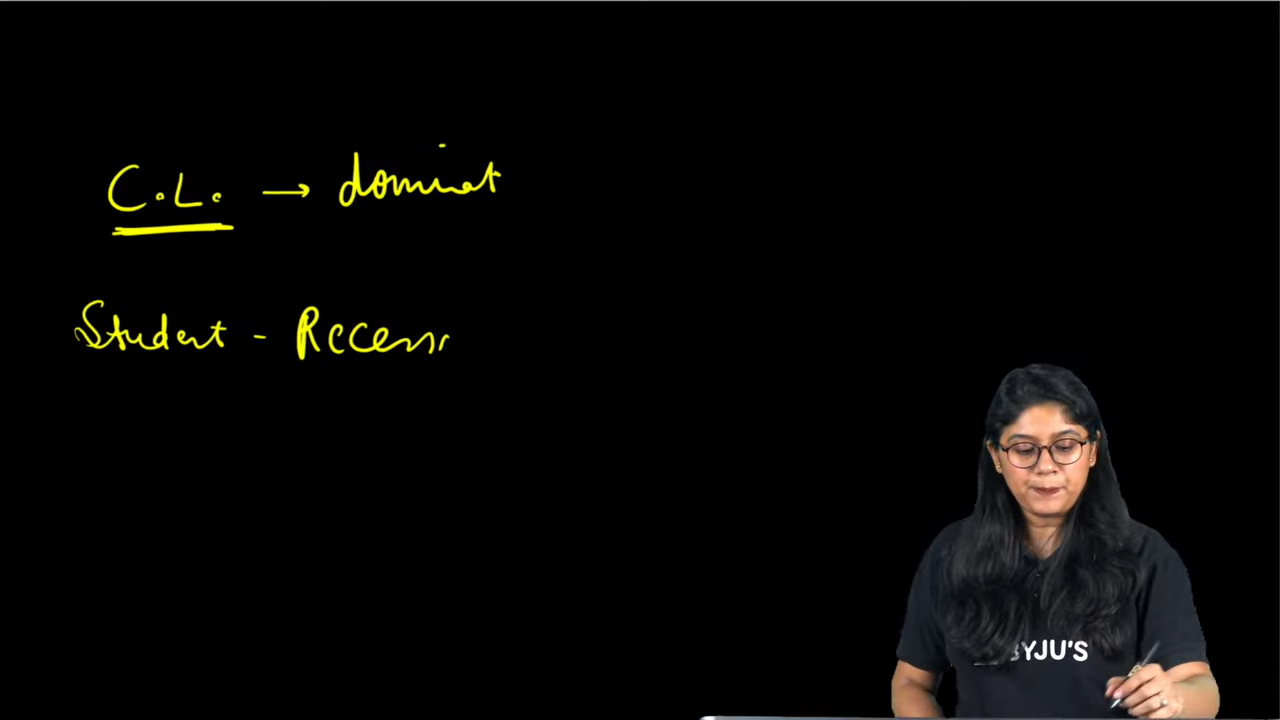 C.L. → dominat
Student - Recess
BYJU'S